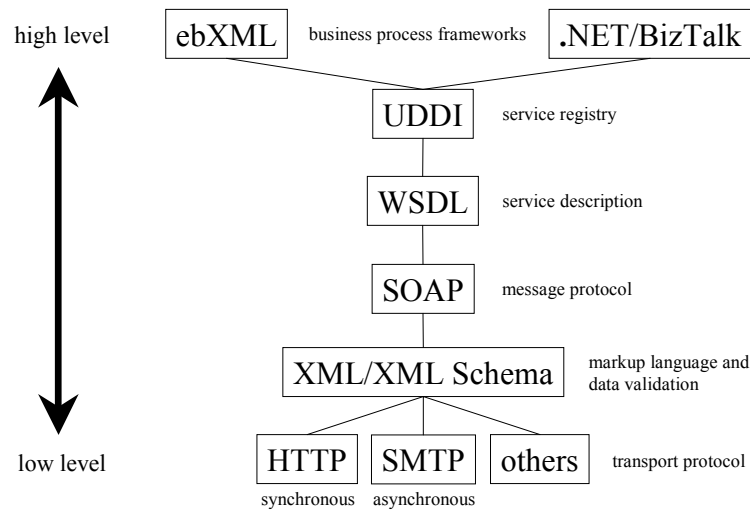 high level
ebXML
business process frameworks
.NET/BizTalk
UDDI
service registry
WSDL
service description
SOAP
message protocol
XML/XML Schema
markup language and
data validation
low level
HTTP
SMTP
others
transport protocol
synchronous
asynchronous